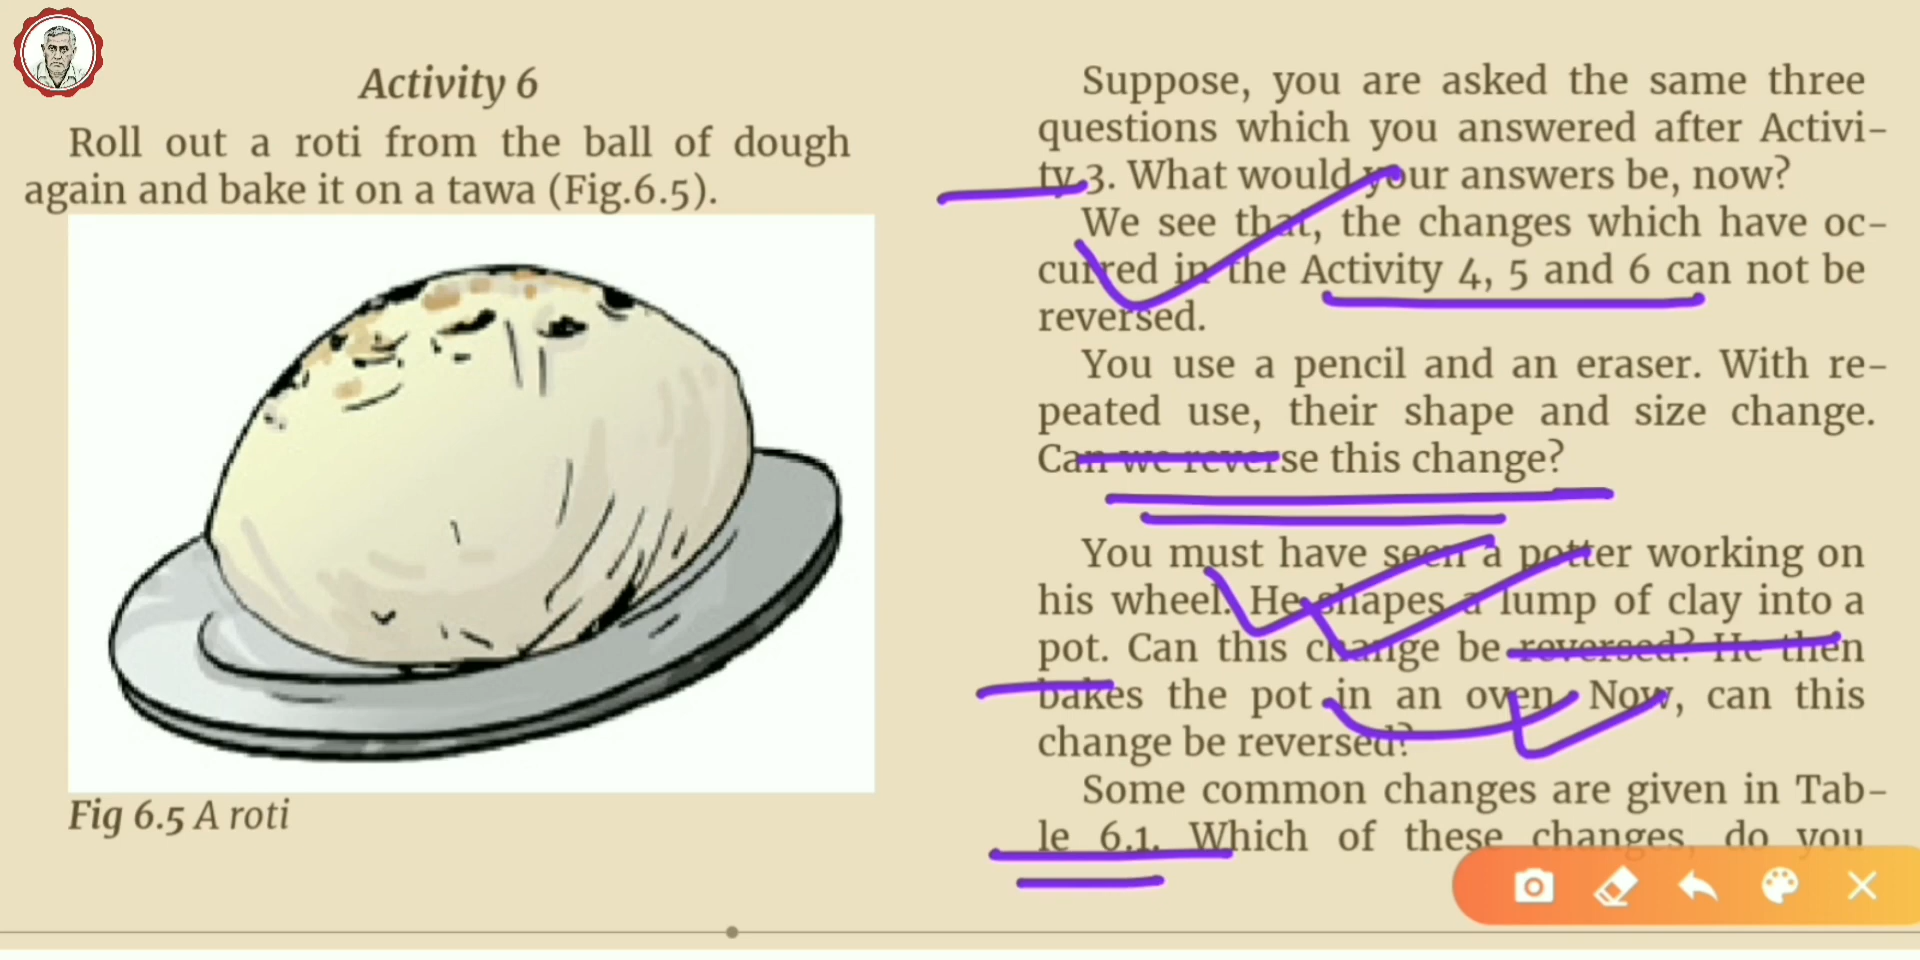 Activity 6
Roll out a roti from the ball of dough
again and bake it on a tawa (Fig.6.5).
Fig 6.5 A roti
Suppose, you are asked the same three
questions which you answered after Activi-
ty 3. What would your answers be, now?
We see that, the changes which have oc-
curred in the Activity 4, 5 and 6 can not be
reversed.
You use a pencil and an eraser. With re-
peated use, their shape and size change.
Can we reverse this change?
You must have seen a potter working on
his wheel. He shapes a lump of clay into a
pot. Can this change be reversed? He then
bakes the pot in an oven. Now, can this
change be reversed?
Some common changes are given in Tab-
le 6.1. Which of these changes, do you